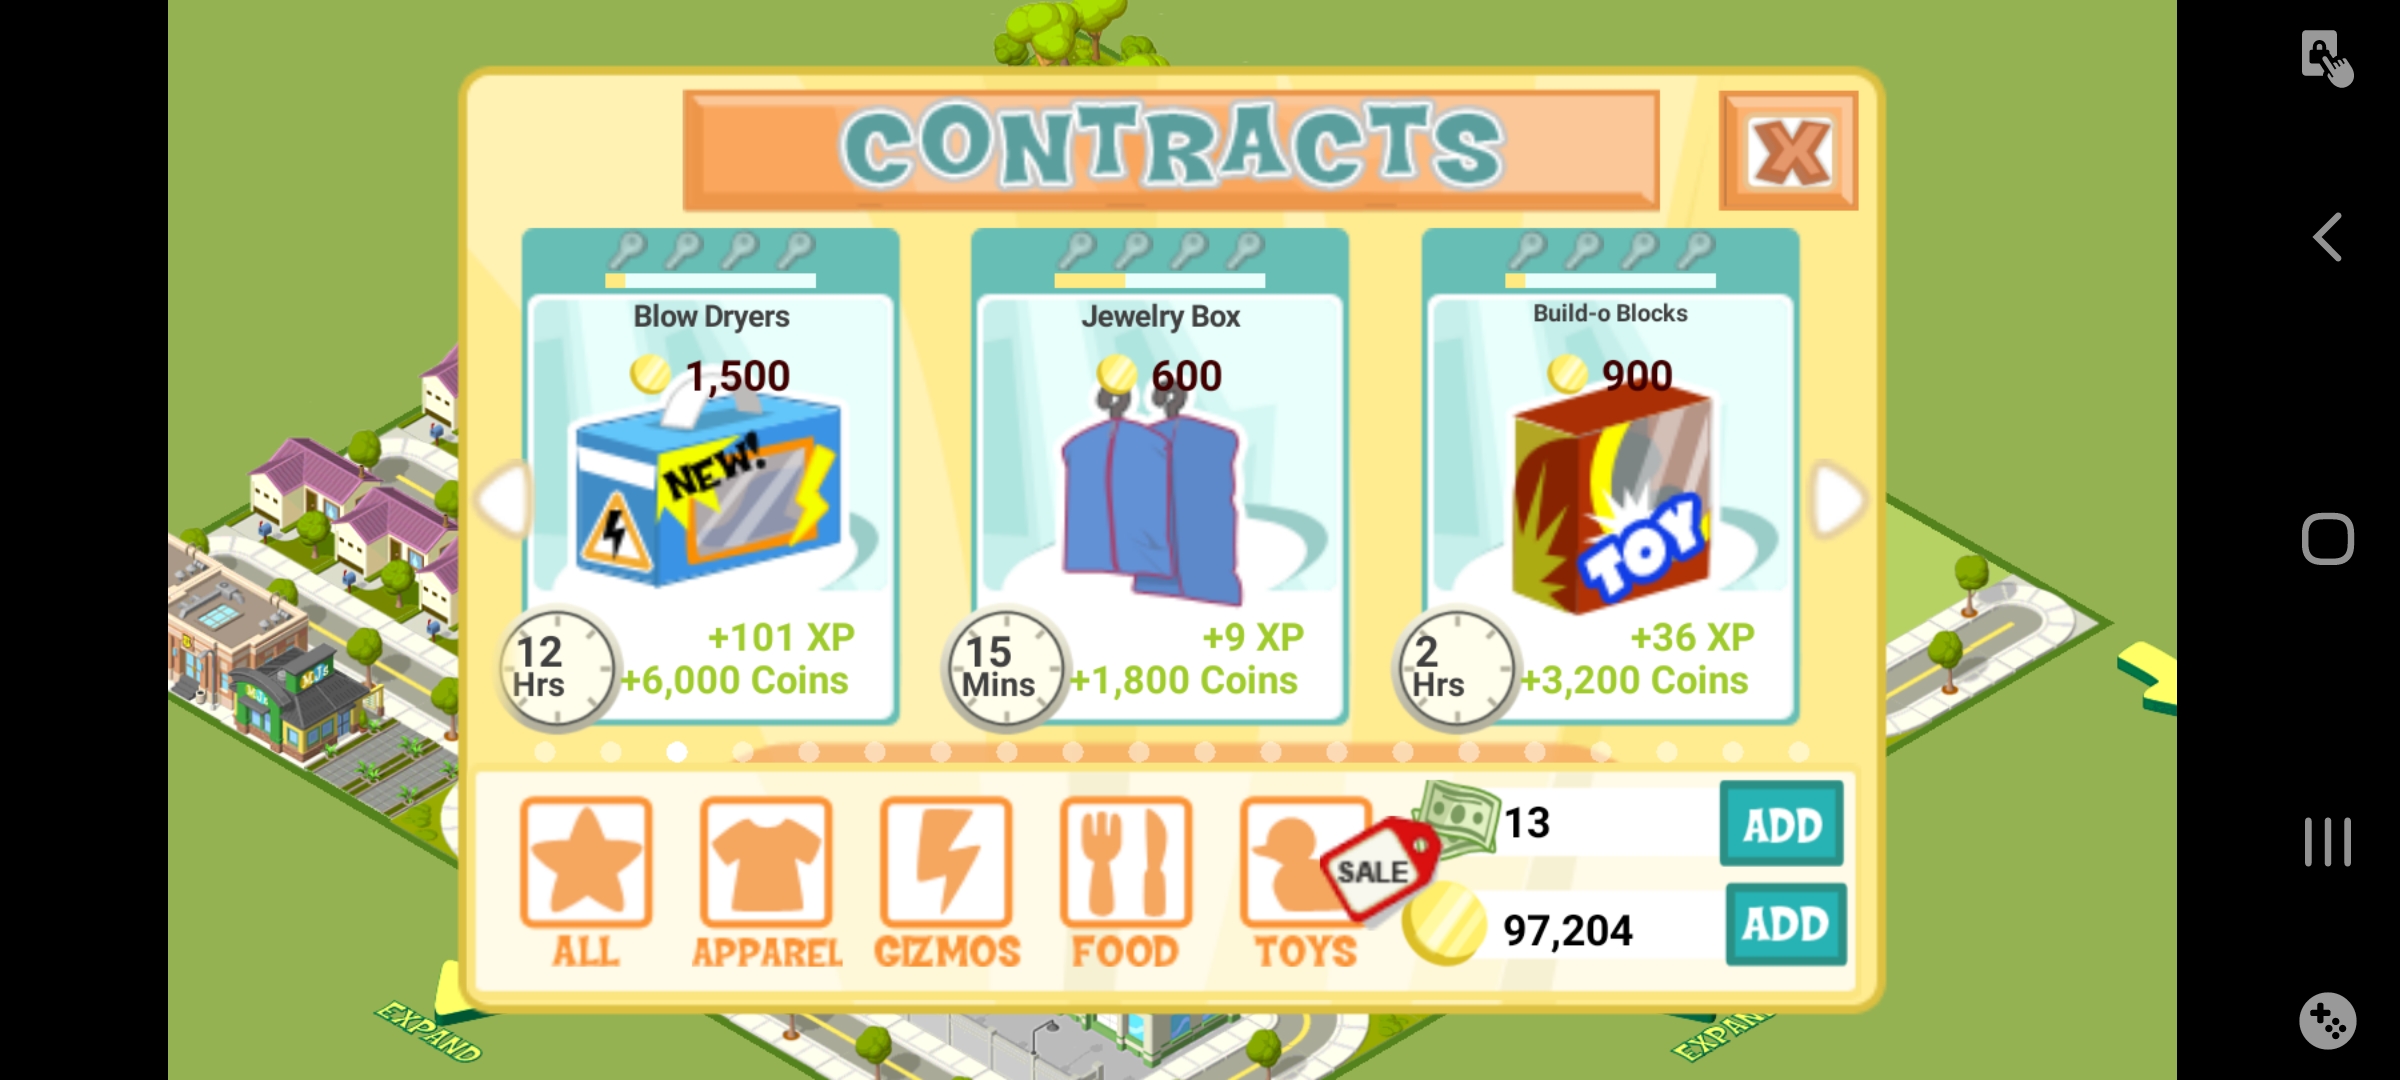 CONTRACTS
X
Blow Dryers
1,500
NEW!
12
Hrs
+101 XP
+6,000 Coins
Jewelry Box
600
15
Mins
+9 XP
+1,800 Coins
Build-o Blocks
900
TOY
2
Hrs
+36 XP
+3,200 Coins
MJs
ALL
APPAREL
GIZMOS
FOOD
TOYS
SALE
13
ADD
97,204
ADD
EXPAND
EXPAND